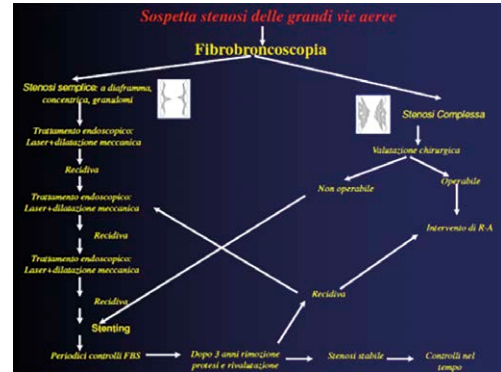 Sospetta stenosi delle grandi vie aeree
Fibrobroncoscopia
Stenosi semplice: a diaframma,
concentrica, granulomi
Trattamento endoscopico:
Laser+dilatazione meccanica
Recidiva
Trattamento endoscopico:
Laser+dilatazione meccanica
Recidiva
Trattamento endoscopico:
Laser+dilatazione meccanica
Recidiva
Stenting
Periodici controlli FBS
Dopo 3 anni rimozione
protesi e rivalutazione
Recidiva
Stenosi stabile
Controlli nel
tempo
Stenosi Complessa
Valutazione chirurgica
Non operabile
Operabile
Intervento di R-A